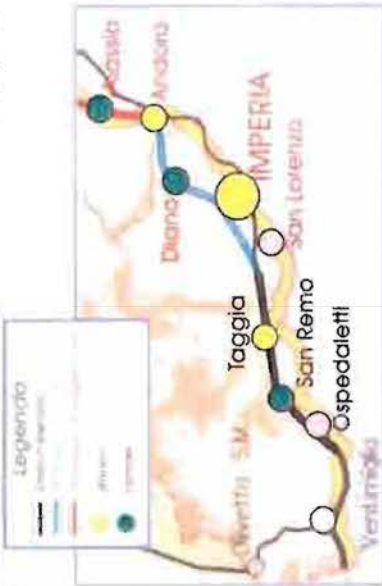 Legenda
Alassio
Andora
Diano
IMPERIA
San Lorenzo
Taggia
San Remo
Ospedaletti
Olivetta S.M.
Ventimiglia